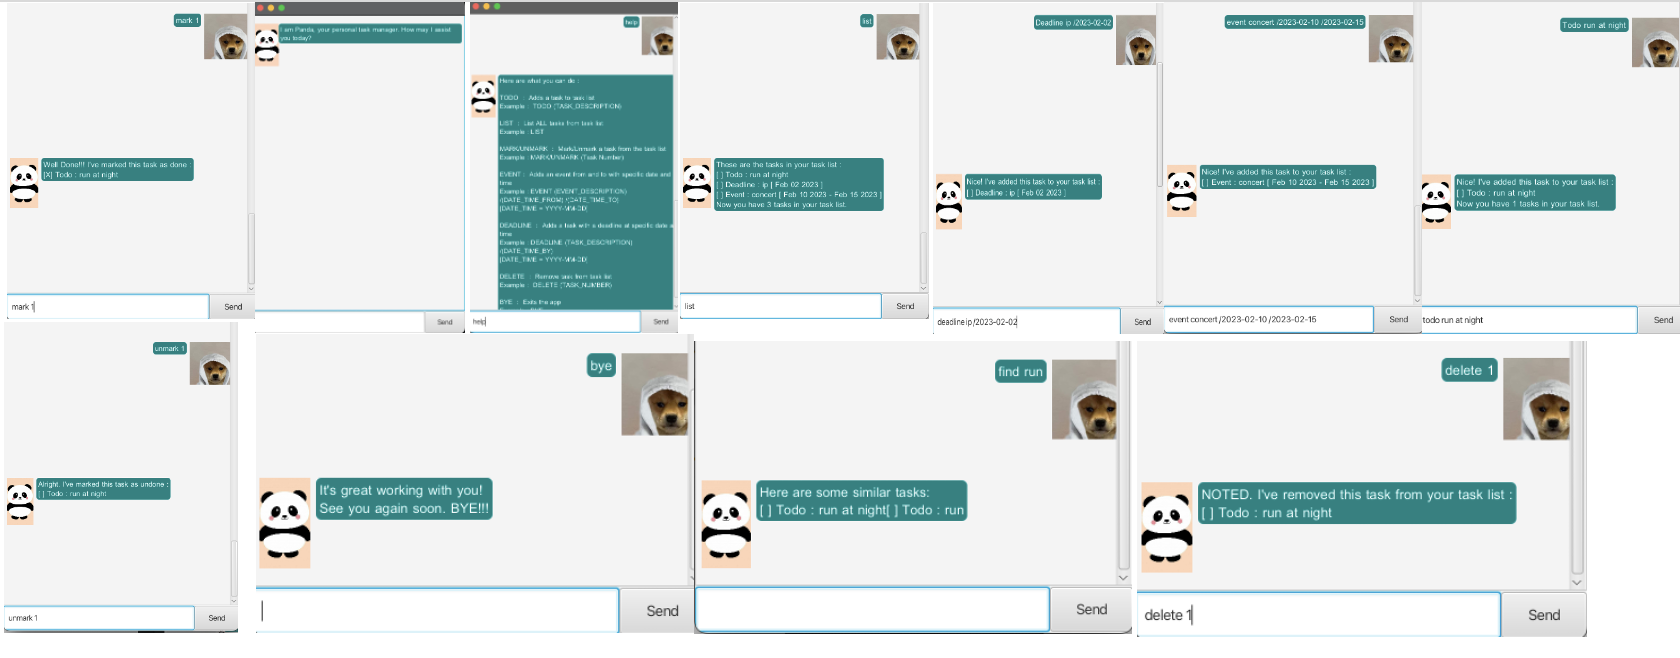 mark 1
Well Done!!! I've marked this task as done :
[X] Todo : run at night
mark 1
Send
I am Panda, your personal task manager. How may I assist
you today?
Send
help
Here are what you can do :
TODO : Adds a task to task list
Example : TODO (TASK_DESCRIPTION)
LIST : List ALL tasks from task list
Example : LIST
MARK/UNMARK : Mark/Unmark a task from the task list
Example : MARK/UNMARK (Task Number)
EVENT : Adds an event from and to with specific date and
time
Example : EVENT (EVENT_DESCRIPTION)
/(DATE_TIME_FROM) /(DATE_TIME_TO)
[DATE_TIME = YYYY-MM-DD]
DEADLINE : Adds a task with a deadline at specific date a
time
Example : DEADLINE (TASK_DESCRIPTION)
/(DATE_TIME_BY)
[DATE_TIME = YYYY-MM-DD]
DELETE : Remove task from task list
Example : DELETE (TASK_NUMBER)
BYE : Exits the app
help
Send
list
These are the tasks in your task list :
[ ] Todo : run at night
[ ] Deadline : ip [ Feb 02 2023 ]
[ ] Event : concert [ Feb 10 2023 - Feb 15 2023 ]
Now you have 3 tasks in your task list.
list
Send
Deadline ip /2023-02-02
Nice! I've added this task to your task list :
[ ] Deadline : ip [ Feb 02 2023 ]
deadline ip /2023-02-02
Send
event concert /2023-02-10 /2023-02-15
Nice! I've added this task to your task list :
[ ] Event : concert [ Feb 10 2023 - Feb 15 2023 ]
event concert /2023-02-10 /2023-02-15
Send
Todo run at night
Nice! I've added this task to your task list :
[ ] Todo : run at night
Now you have 1 tasks in your task list.
todo run at night
Send
unmark 1
Alright. I've marked this task as undone :
[ ] Todo : run at night
unmark 1
Send
bye
It's great working with you!
See you again soon. BYE!!!
Send
find run
Here are some similar tasks:
[ ] Todo : run at night[ ] Todo : run
Send
delete 1
NOTED. I've removed this task from your task list :
[ ] Todo : run at night
delete 1
Send